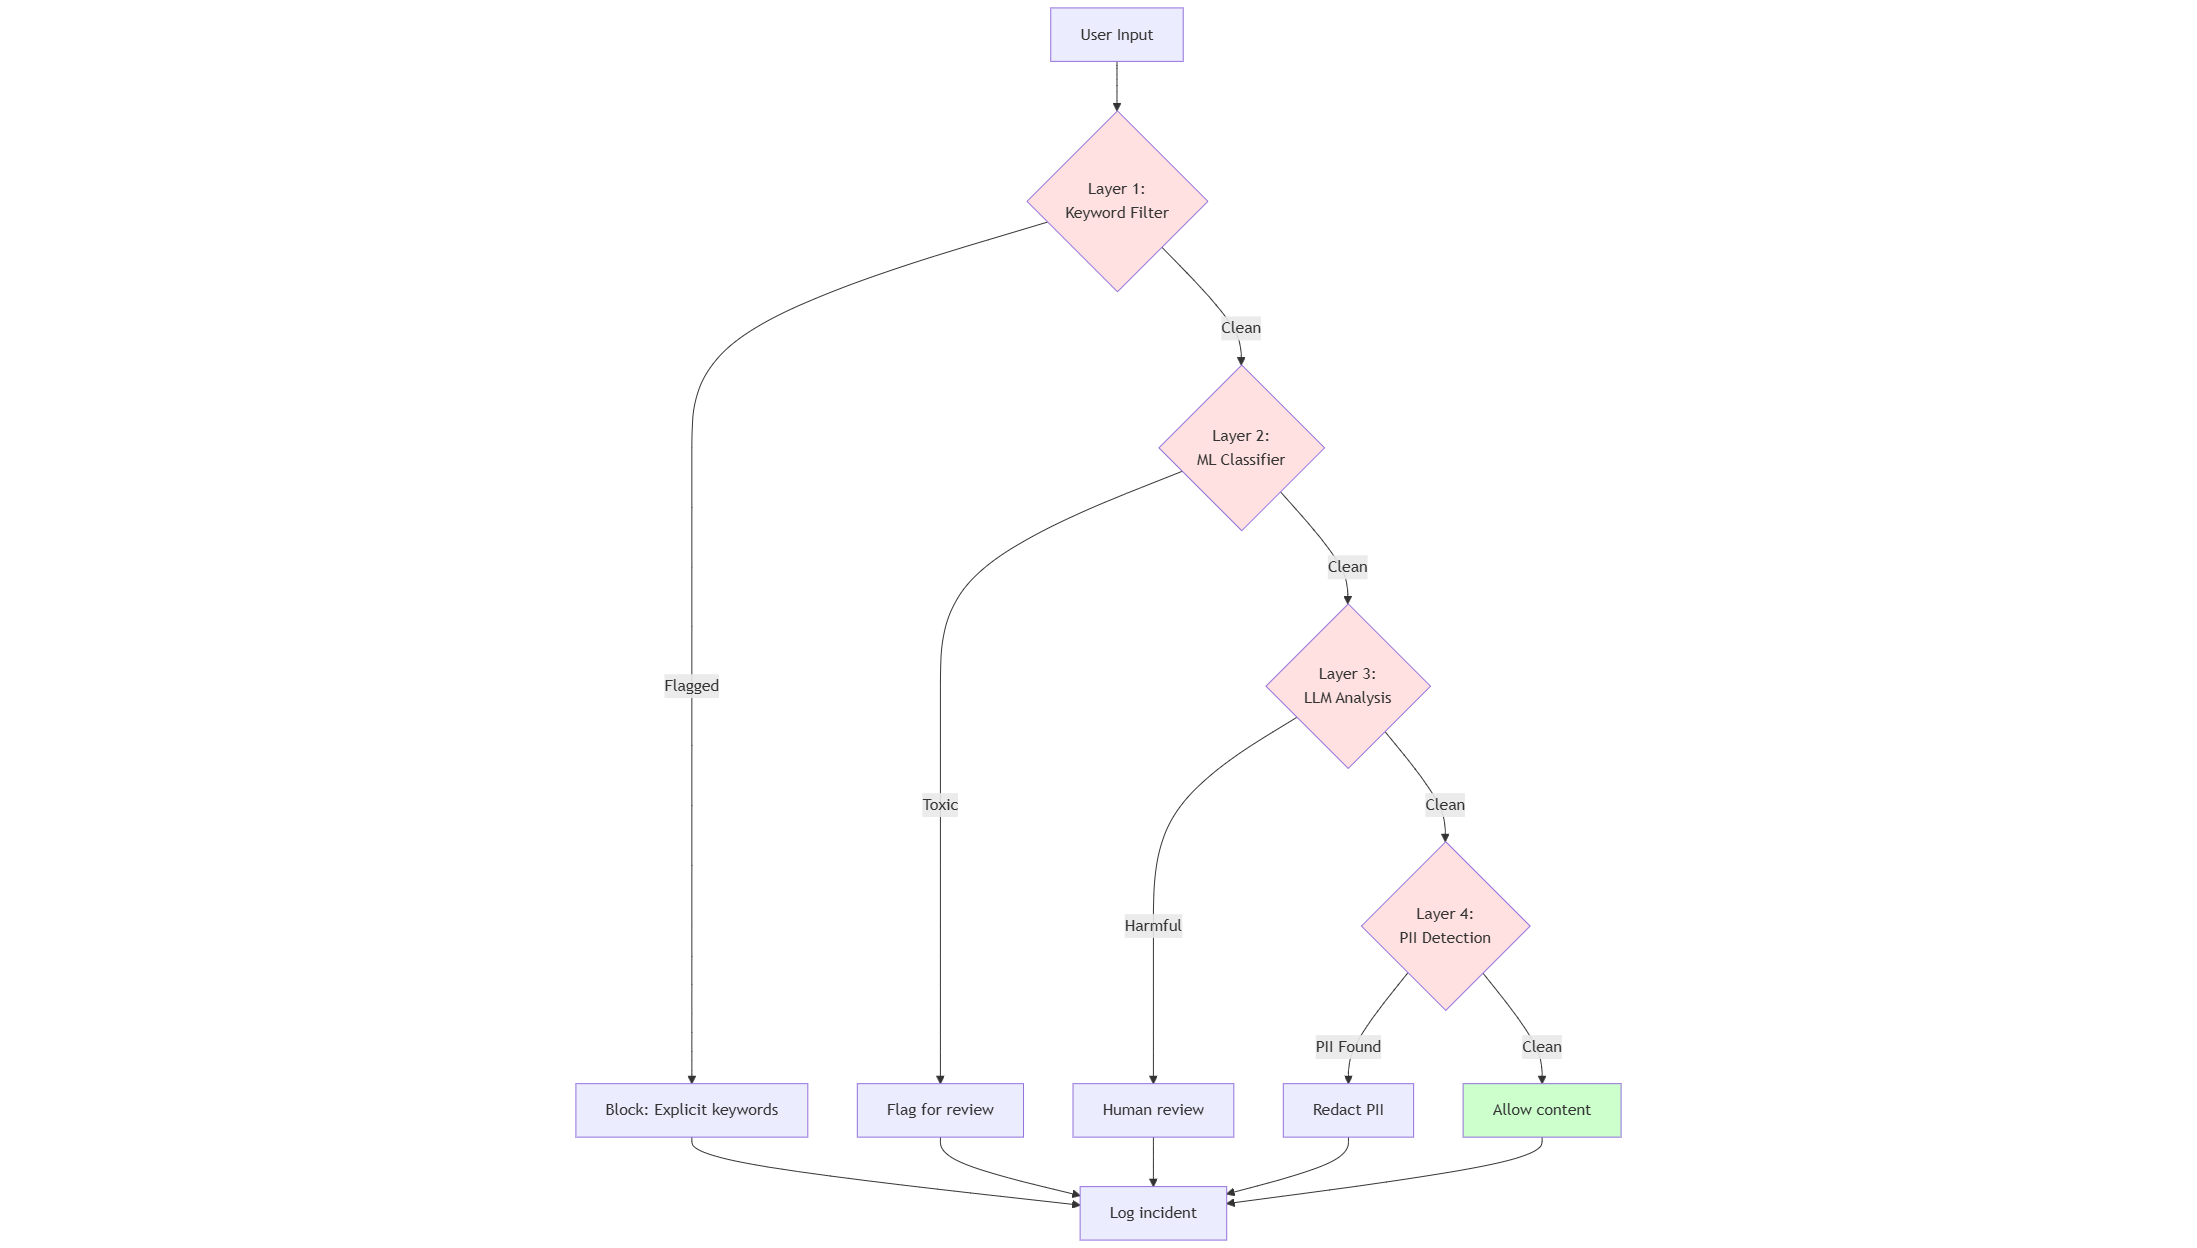 User Input
Layer 1:
Keyword Filter
Clean
Layer 2:
ML Classifier
Clean
Layer 3:
LLM Analysis
Flagged
Toxic
Clean
Layer 4:
PII Detection
Harmful
PII Found
Clean
Block: Explicit keywords
Flag for review
Human review
Redact PII
Allow content
Log incident